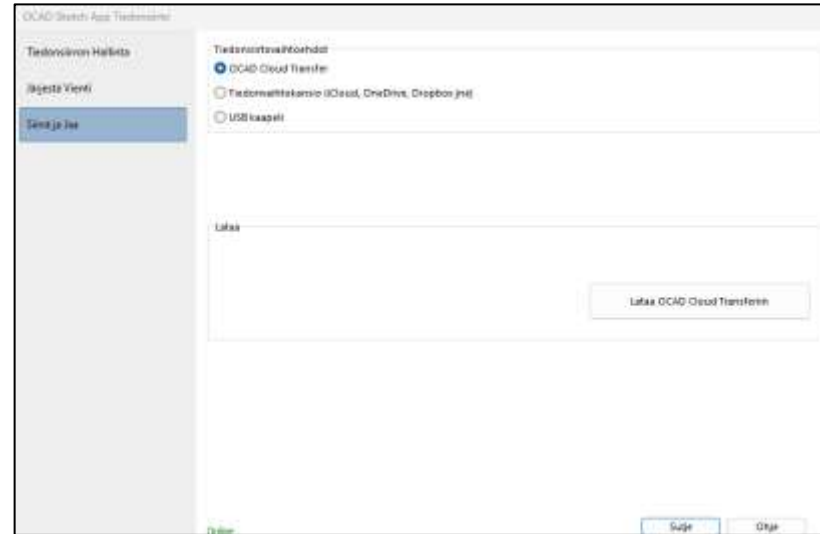 OCAD Sketch App Tiedonsiirto
Tiedonsiirron Hallinta
Järjestä Vienti
Siirrä ja Jaa
Tiedonsiirtovaihtoehdot
OCAD Cloud Transfer
Tiedonvaihtokansio (iCloud, OneDrive, Dropbox jne)
USB kaapeli
Lataa
Lataa OCAD Cloud Transferiin
Online
Sulje
Ohje